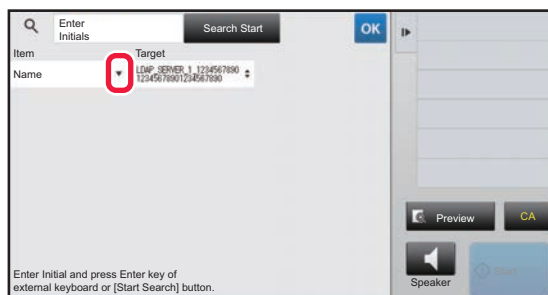 Enter
Initials
Search Start
OK
Item
Target
Name
LDAP_SERVER_1_1234567890
12345678901234567890
Preview
CA
Enter Initial and press Enter key of
external keyboard or [Start Search] button.
Speaker
Start